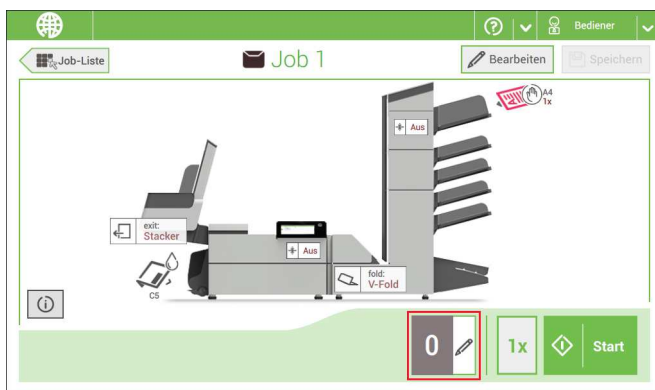 Bediener
Job-Liste
Job 1
Bearbeiten
Speichern
A4
1x
Aus
exit:
Stacker
Aus
fold:
V-Fold
C5
0
1x
Start